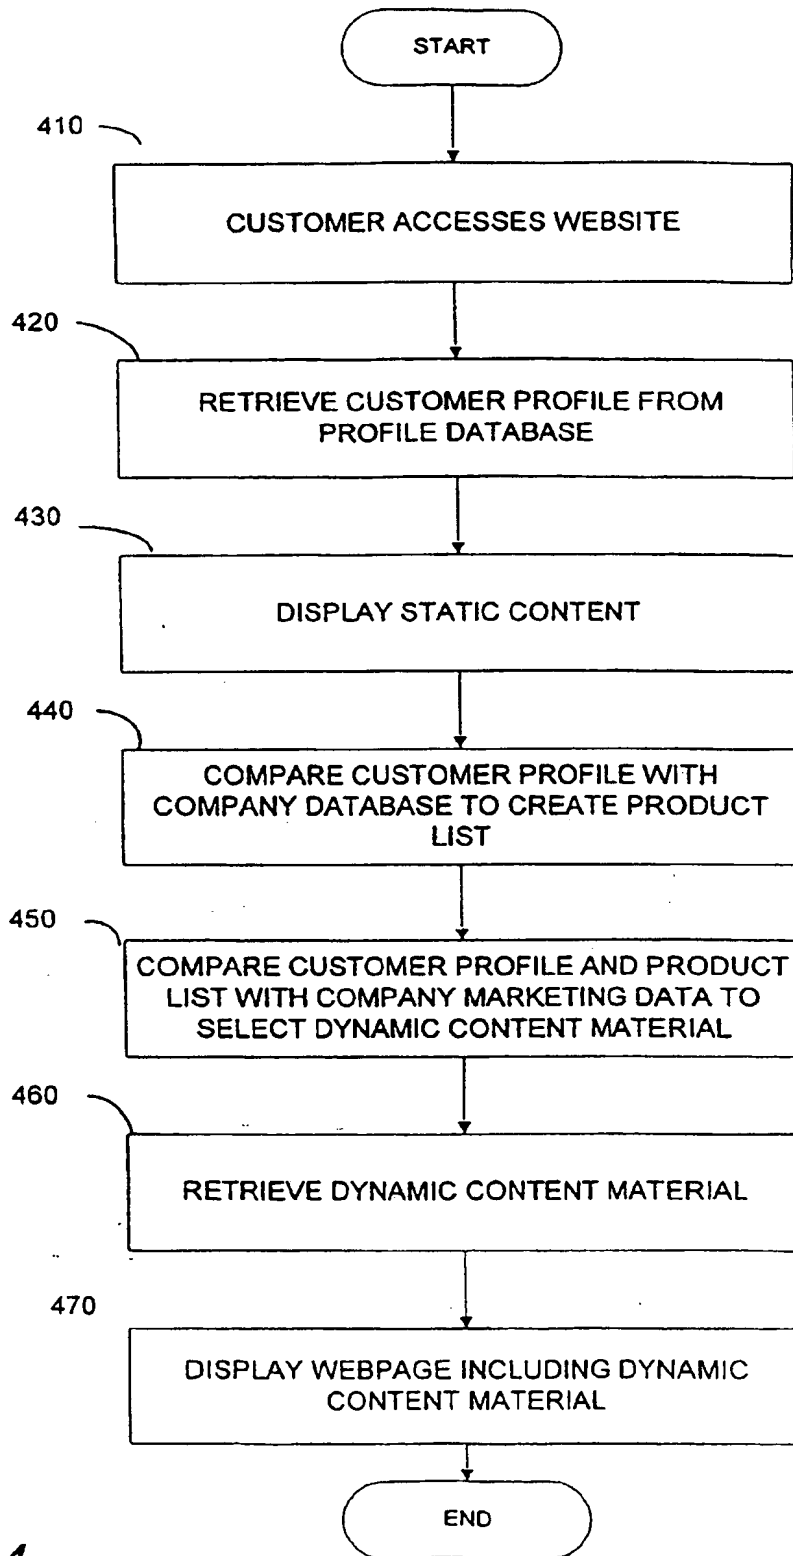 START
410
CUSTOMER ACCESSES WEBSITE
420
RETRIEVE CUSTOMER PROFILE FROM
PROFILE DATABASE
430
DISPLAY STATIC CONTENT
440
COMPARE CUSTOMER PROFILE WITH
COMPANY DATABASE TO CREATE PRODUCT
LIST
450
COMPARE CUSTOMER PROFILE AND PRODUCT
LIST WITH COMPANY MARKETING DATA TO
SELECT DYNAMIC CONTENT MATERIAL
460
RETRIEVE DYNAMIC CONTENT MATERIAL
470
DISPLAY WEBPAGE INCLUDING DYNAMIC
CONTENT MATERIAL
END
4